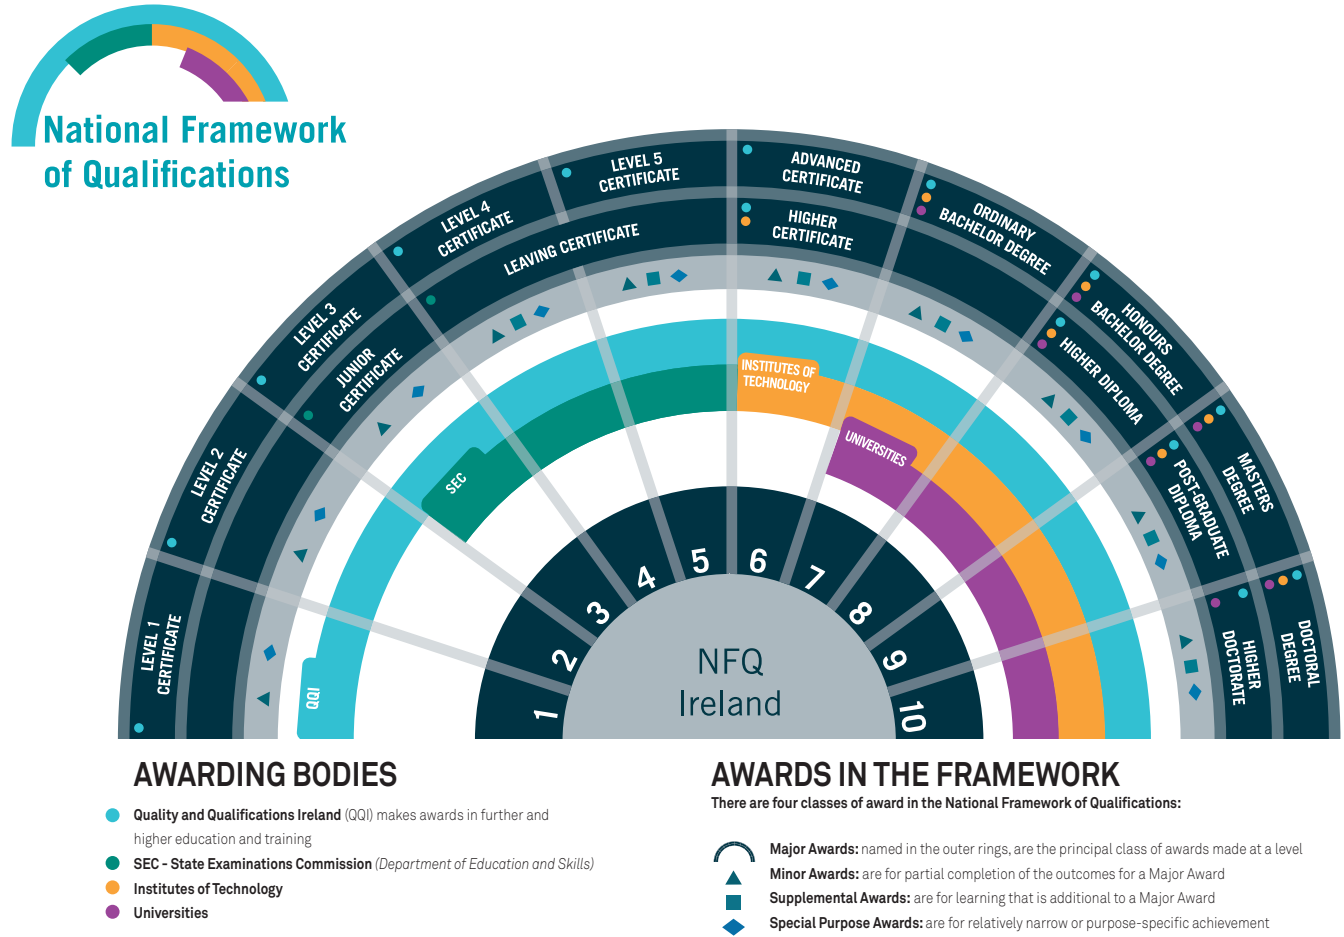 National Framework
of Qualifications
LEVEL 1
CERTIFICATE
LEVEL 2
CERTIFICATE
LEVEL 3
CERTIFICATE
JUNIOR
CERTIFICATE
LEVEL 4
CERTIFICATE
LEVEL 5
CERTIFICATE
LEAVING CERTIFICATE
ADVANCED
CERTIFICATE
HIGHER
CERTIFICATE
ORDINARY
BACHELOR DEGREE
HONOURS
BACHELOR DEGREE
HIGHER DIPLOMA
MASTERS
DEGREE
POST-GRADUATE
DIPLOMA
DOCTORAL
DEGREE
HIGHER
DOCTORATE
QQI
SEC
INSTITUTES OF
TECHNOLOGY
UNIVERSITIES
1
2
3
4
5
6
7
8
9
10
NFQ
Ireland
AWARDING BODIES
Quality and Qualifications Ireland (QQI) makes awards in further and
higher education and training
SEC - State Examinations Commission (Department of Education and Skills)
Institutes of Technology
Universities
AWARDS IN THE FRAMEWORK
There are four classes of award in the National Framework of Qualifications:
Major Awards: named in the outer rings, are the principal class of awards made at a level
Minor Awards: are for partial completion of the outcomes for a Major Award
Supplemental Awards: are for learning that is additional to a Major Award
Special Purpose Awards: are for relatively narrow or purpose-specific achievement